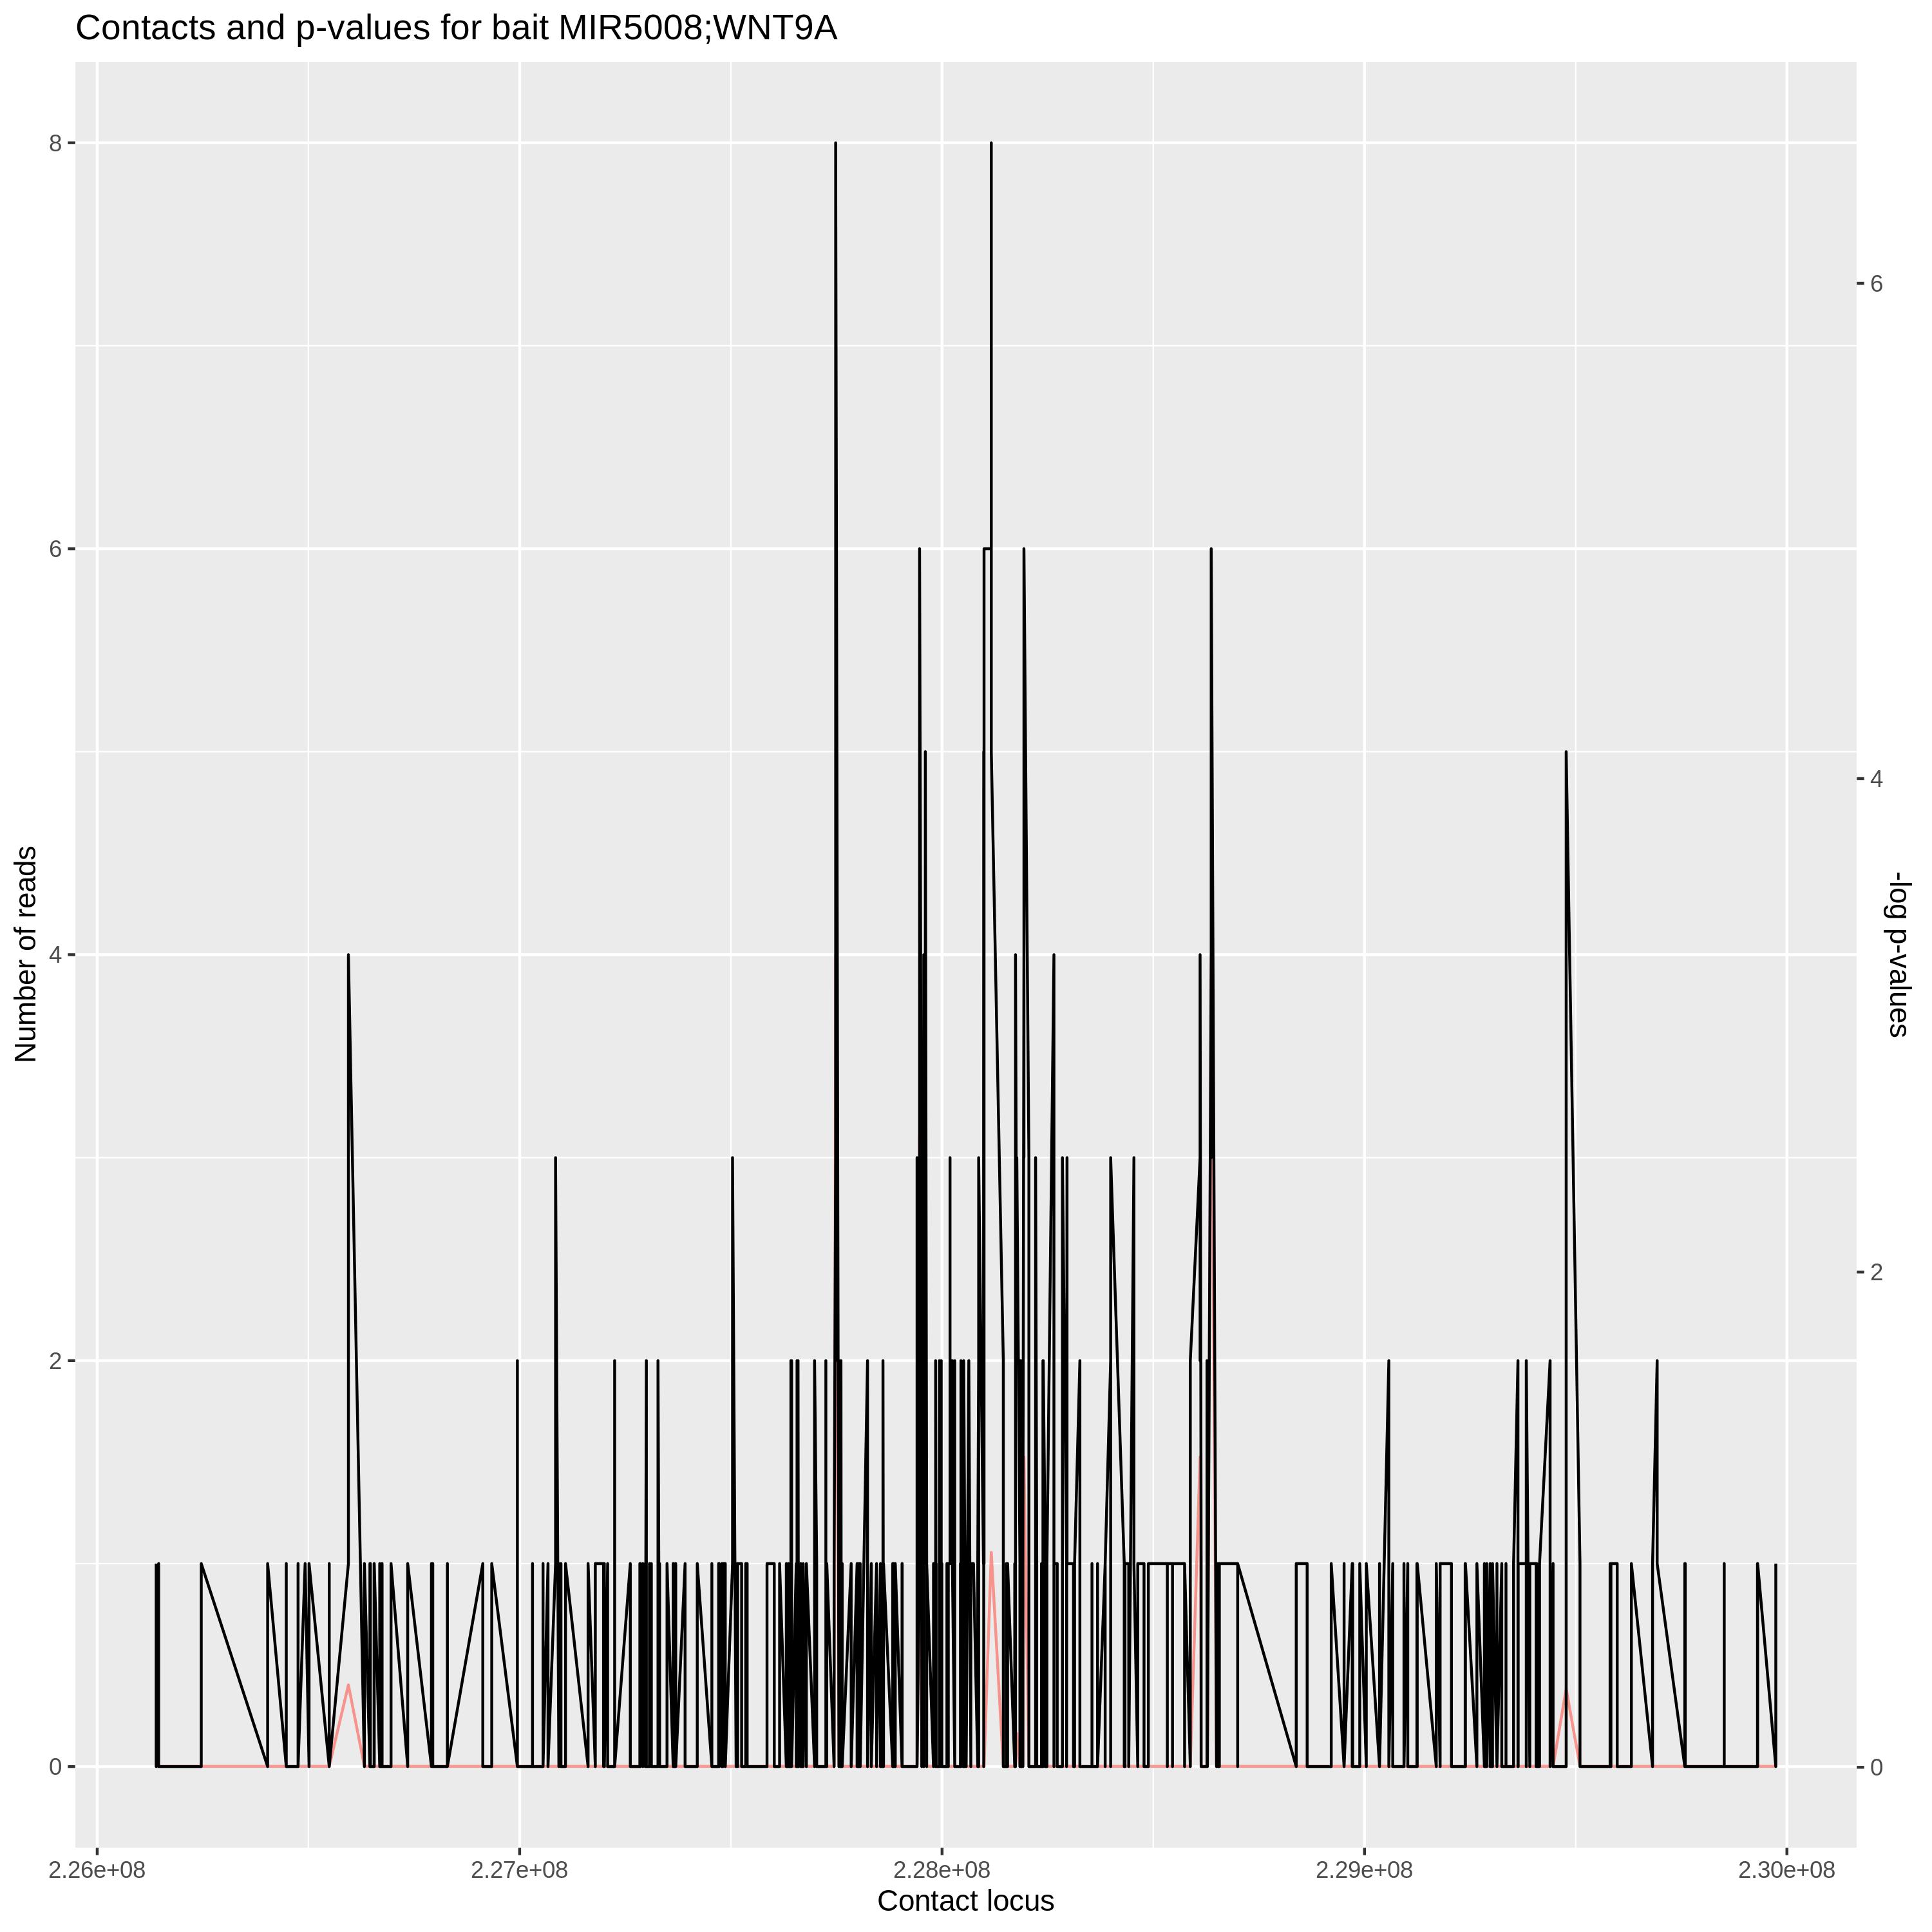 Contacts and p-values for bait MIR5008;WNT9A
8
6
4
2
0
Number of reads
6
4
2
0
-log p-values
2.26e+08 2.27e+08 2.28e+08 2.29e+08 2.30e+08
Contact locus